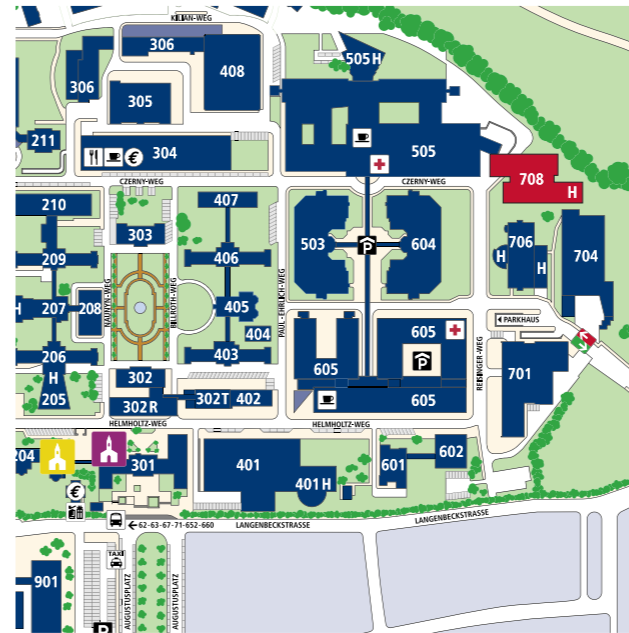 KILIAN-WEG
306
408
505 H
306
305
211
304
€
505
CZERNY-WEG
CZERNY-WEG
708
H
210
407
303
503
604
706
704
H
H
209
406
NAUNYN-WEG
BILLROTH-WEG
PAUL-EHRLICH-WEG
H
207
208
405
404
PARKHAUS
206
403
605
605
REISINGER-WEG
H
205
302
701
302 R
302T
402
605
HELMHOLTZ-WEG
HELMHOLTZ-WEG
204
301
401
401 H
601
602
€
62-63-67-71-652-660
LANGENBECKSTRASSE
LANGENBECKSTRASSE
TAXI
901
AUGUSTUSPLATZ
AUGUSTUSPLATZ
P
P
P